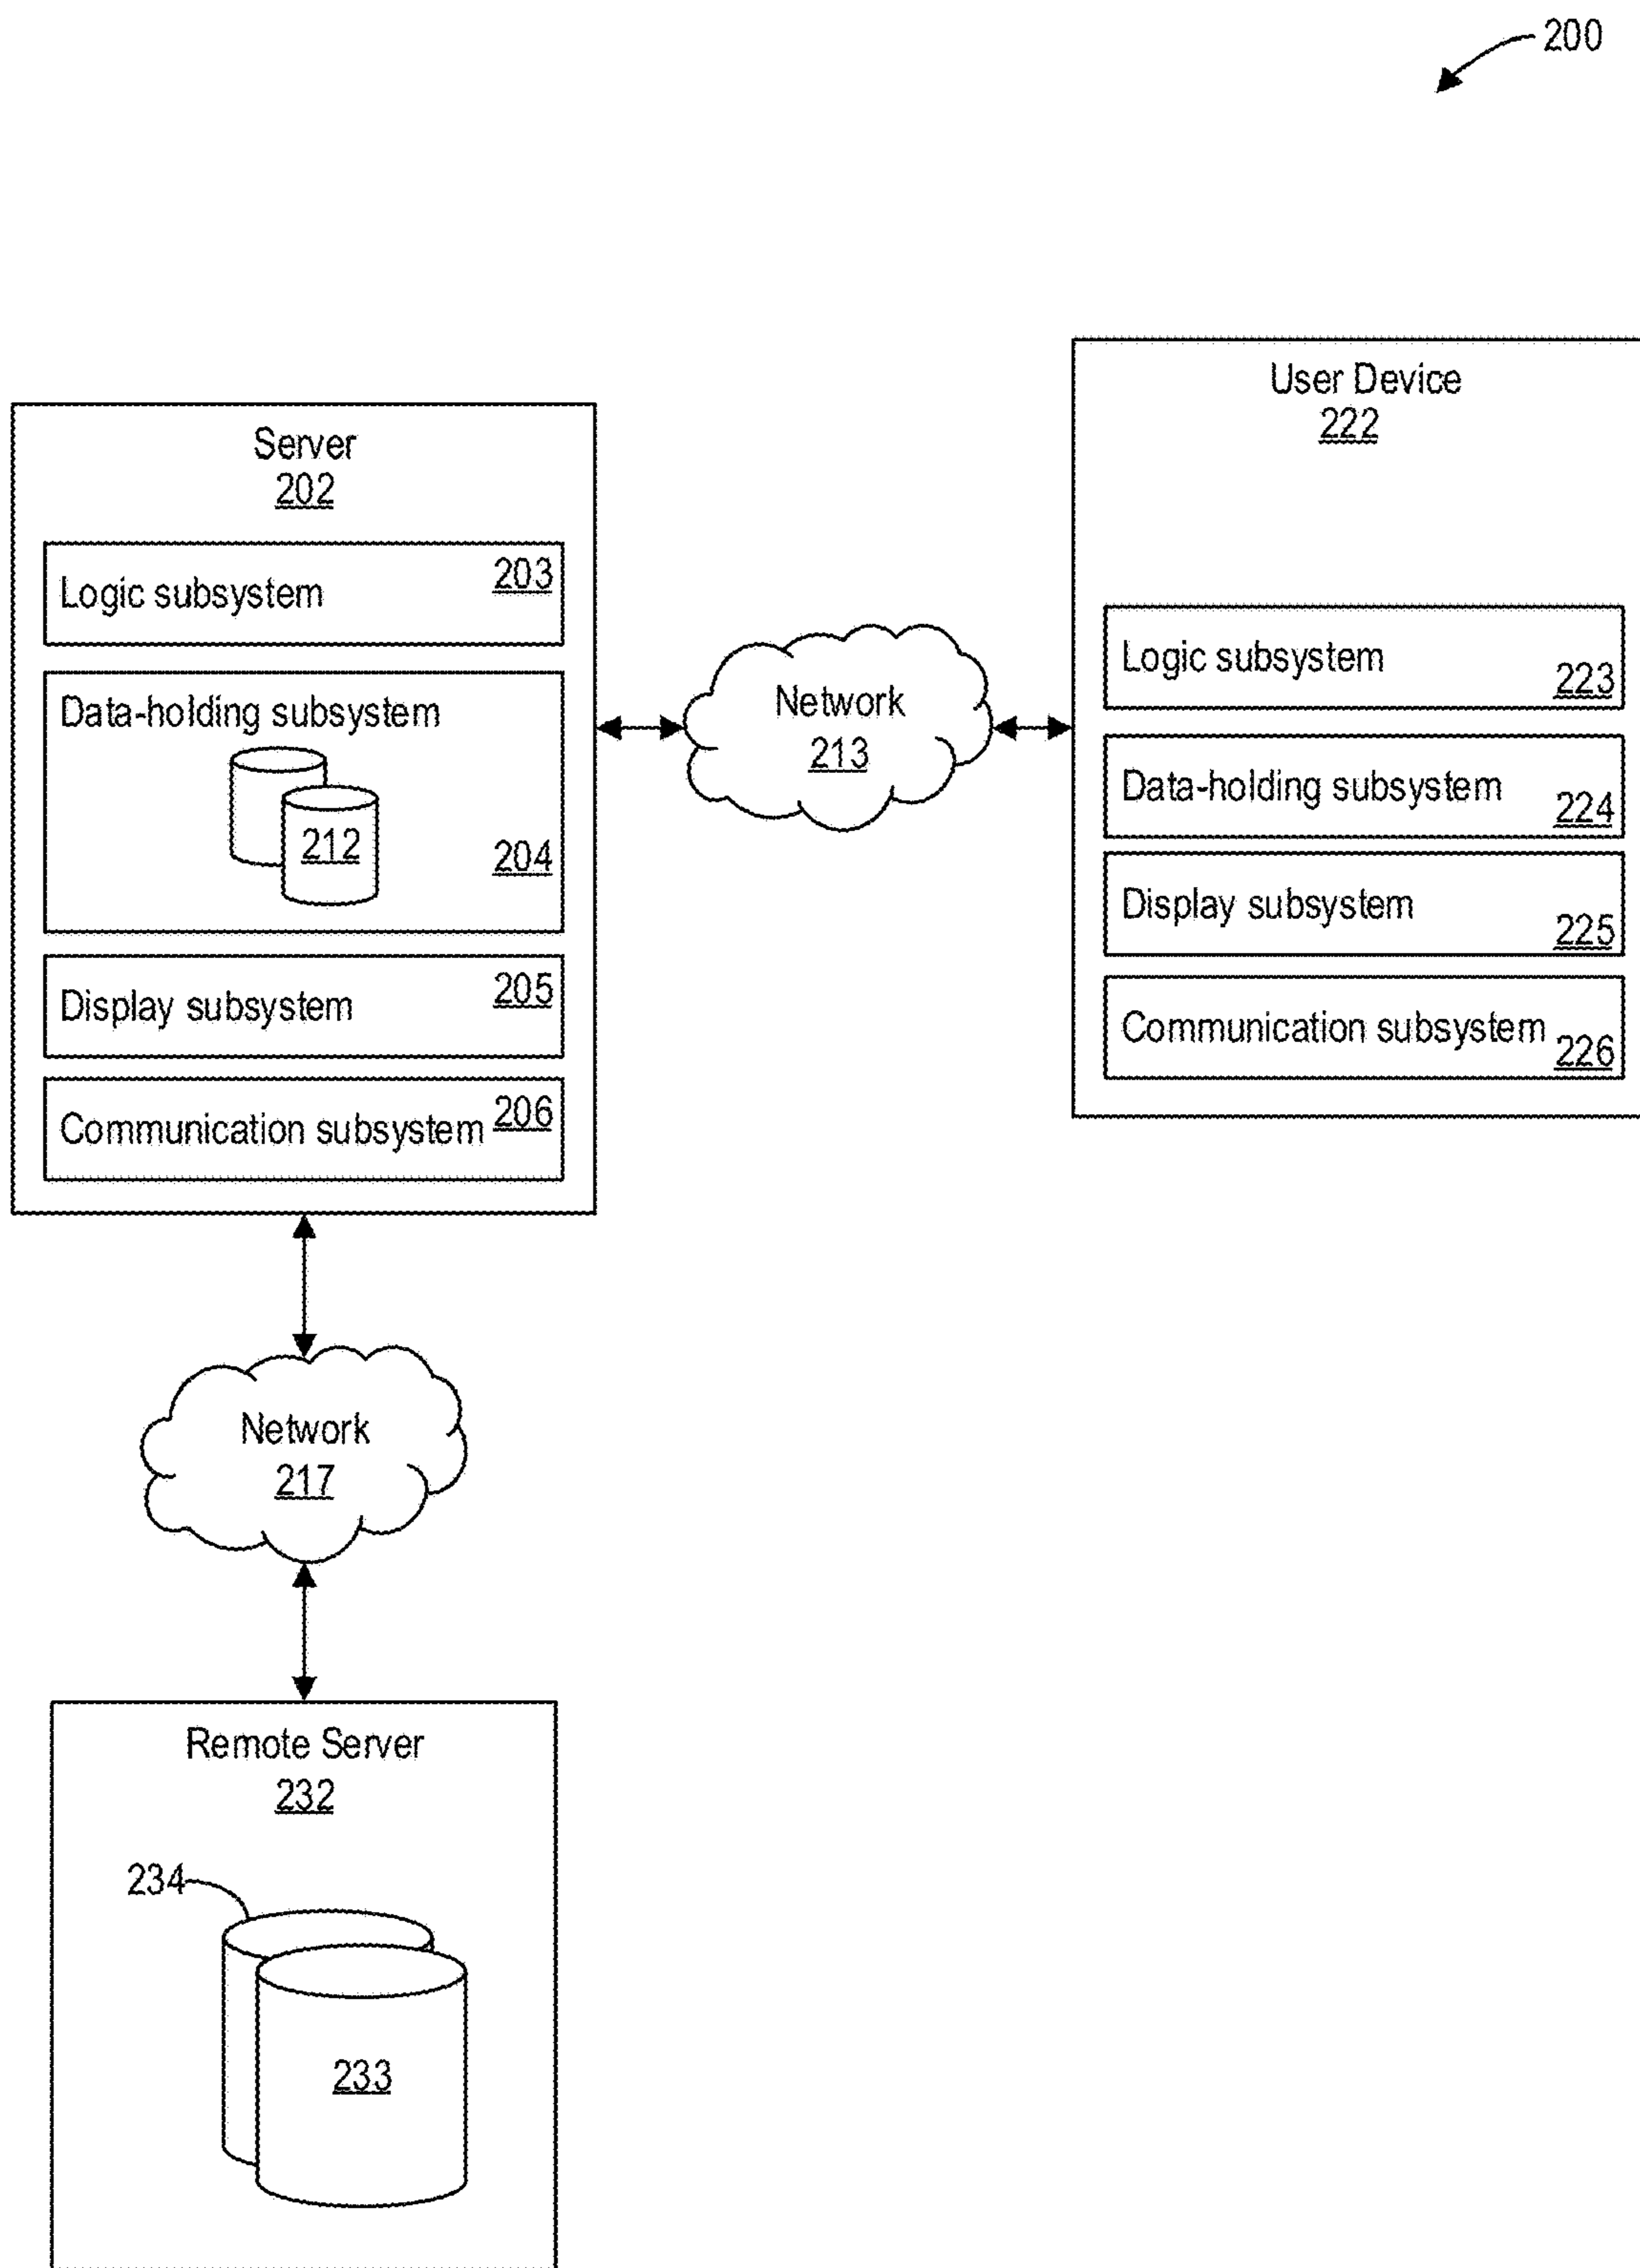 200
Server
202
Logic subsystem 203
Data-holding subsystem
212
204
Display subsystem 205
Communication subsystem 206
Network
213
User Device
222
Logic subsystem 223
Data-holding subsystem 224
Display subsystem 225
Communication subsystem 226
Network
217
Remote Server
232
234
233